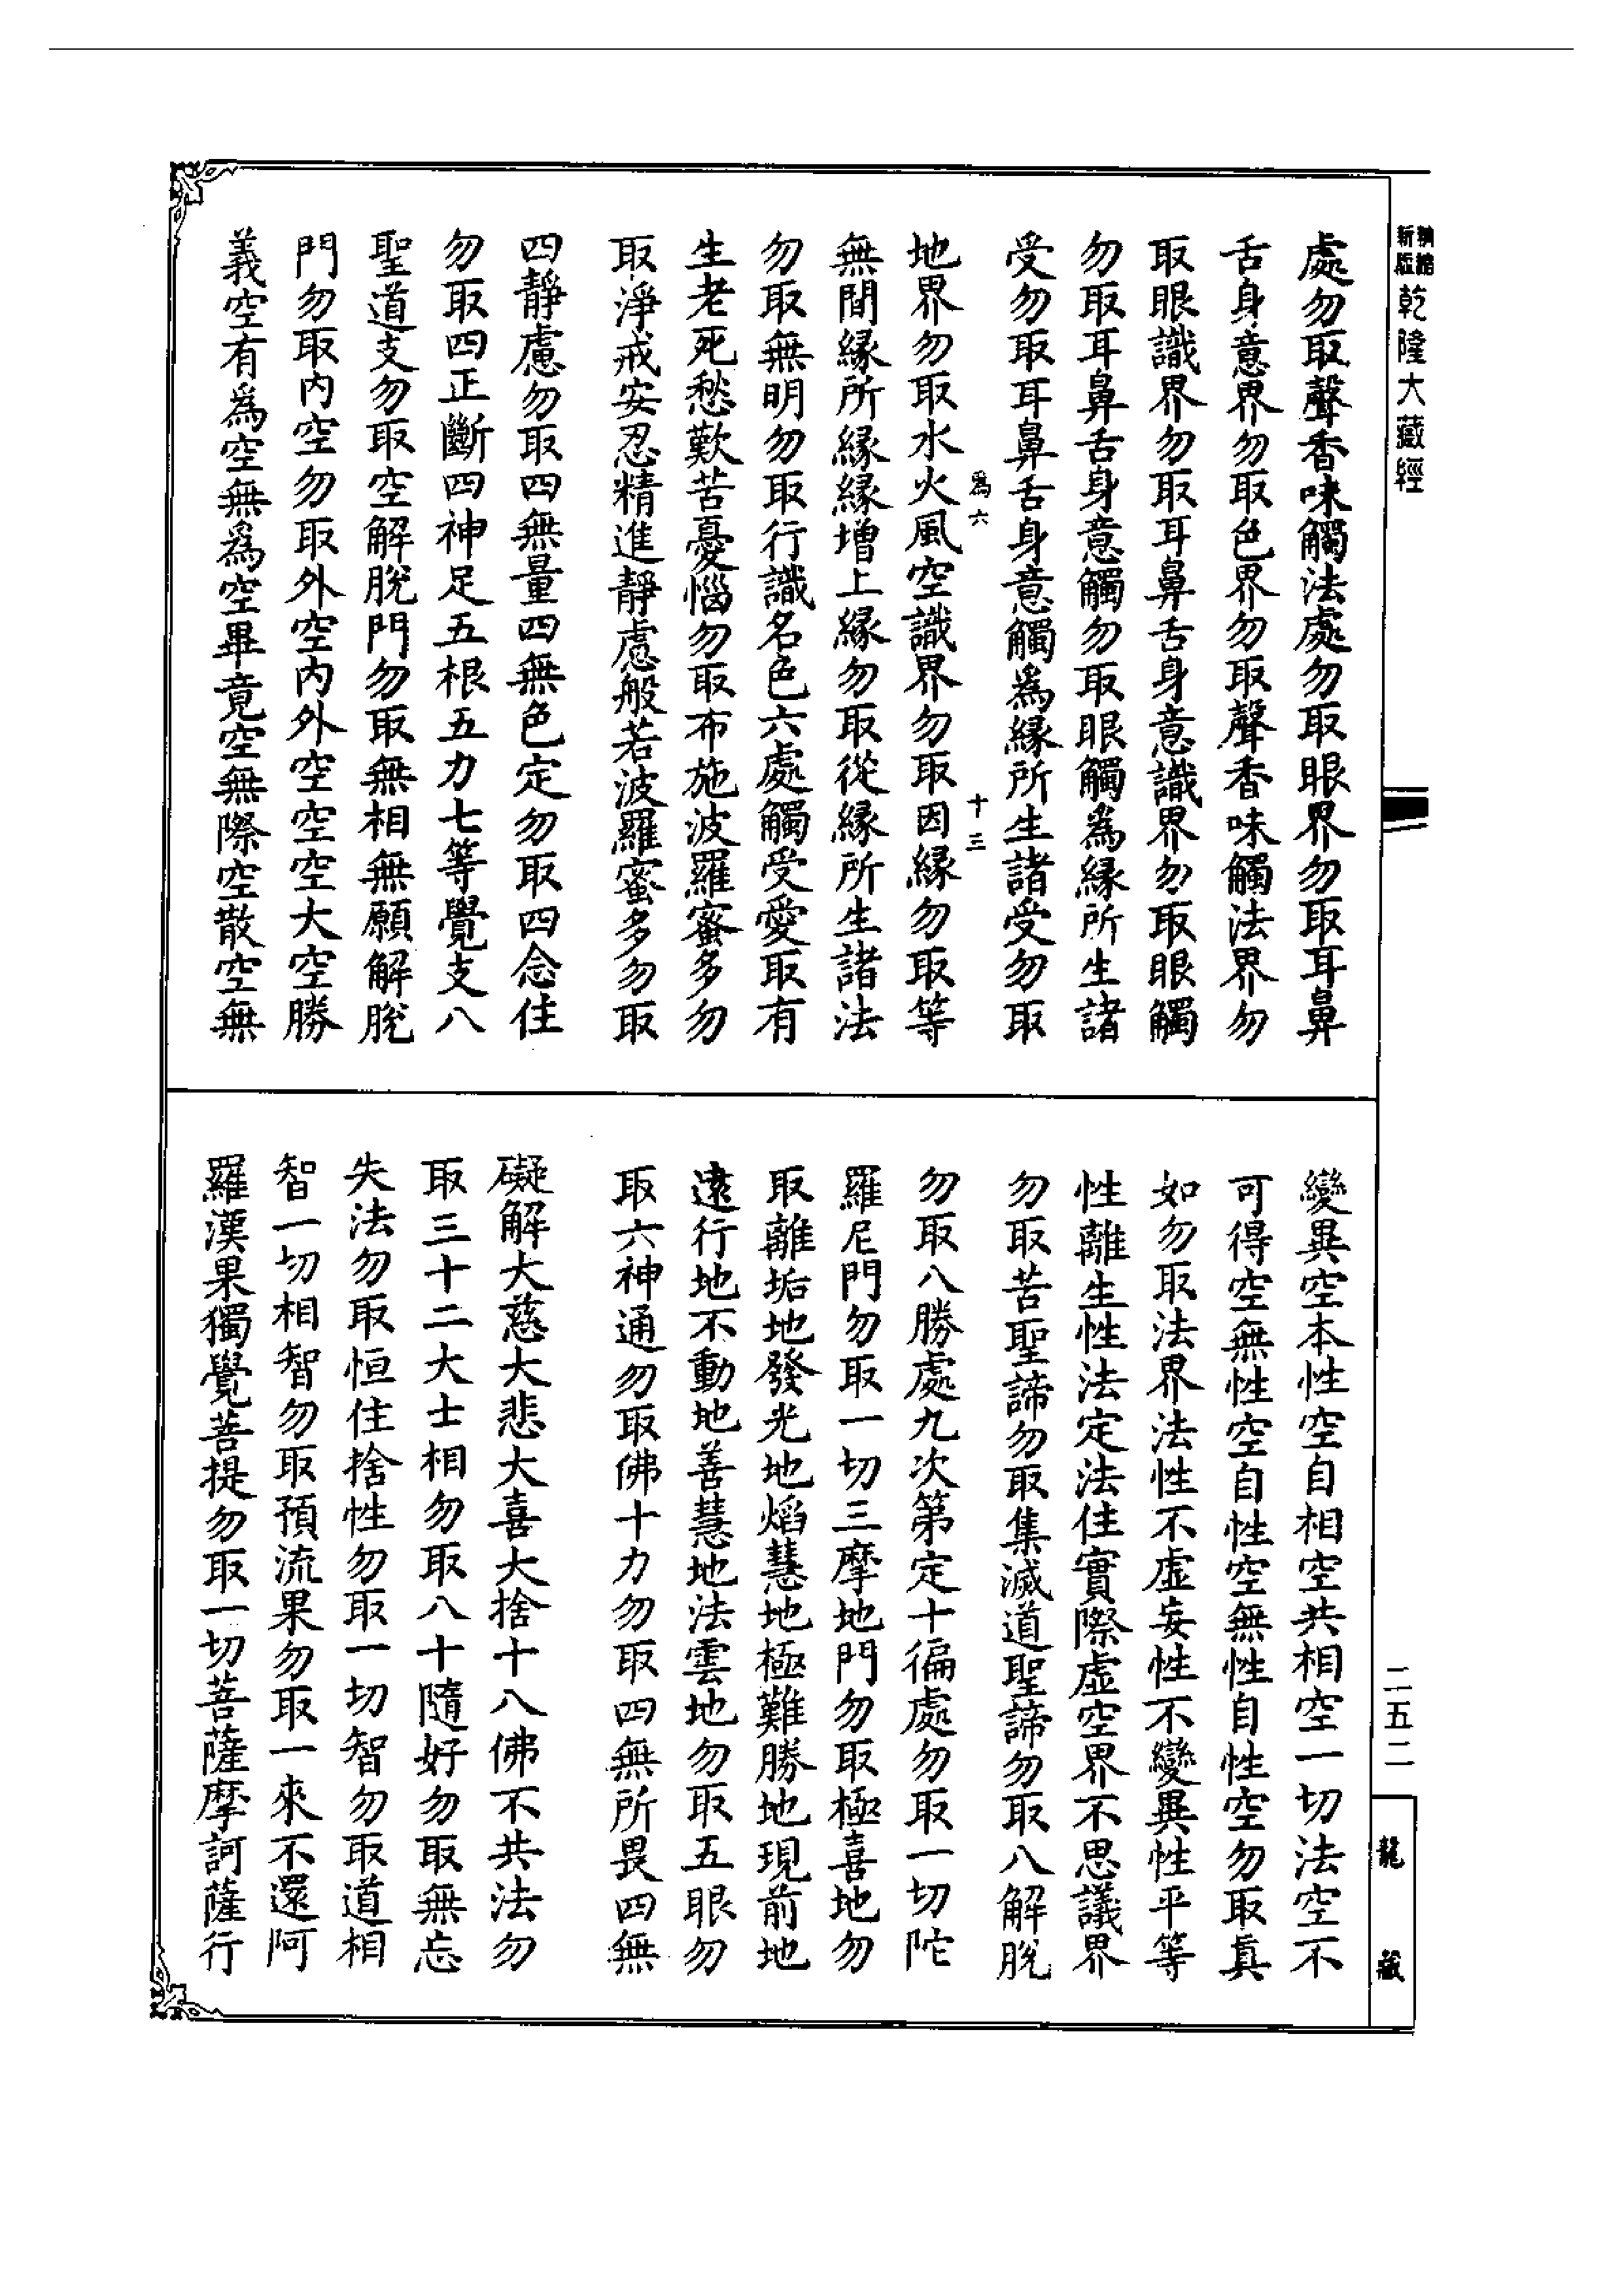 精縮新版乾隆大藏經
處勿取聲香味觸法處勿取眼界勿取耳鼻
舌身意界勿取色界勿取聲香味觸法界勿
取眼識界勿取耳鼻舌身意識界勿取眼觸
勿取耳鼻舌身意觸勿取眼觸為緣所生諸
受勿取耳鼻舌身意觸為緣所生諸受勿取
為六 十三
地界勿取水火風空識界勿取因緣勿取等
無間緣所緣緣增上緣勿取從緣所生諸法
勿取無明勿取行識名色六處觸受愛取有
生老死愁歎苦憂惱勿取布施波羅蜜多勿
取淨戒安忍精進靜慮般若波羅蜜多勿取
四靜慮勿取四無量四無色定勿取四念住
勿取四正斷四神足五根五力七等覺支八
聖道支勿取空解脫門勿取無相無願解脫
門勿取內空勿取外空內外空空空大空勝
義空有為空無為空畢竟空無際空散空無
變異空本性空自相空共相空一切法空不
可得空無性空自性空無性自性空勿取真
如勿取法界法性不虛妄性不變異性平等
性離生性法定法住實際虛空界不思議界
勿取苦聖諦勿取集滅道聖諦勿取八解脫
勿取八勝處九次第定十徧處勿取一切陀
羅尼門勿取一切三摩地門勿取極喜地勿
取離垢地發光地焰慧地極難勝地現前地
遠行地不動地善慧地法雲地勿取五眼勿
取六神通勿取佛十力勿取四無所畏四無
礙解大慈大悲大喜大捨十八佛不共法勿
取三十二大士相勿取八十隨好勿取無忘
失法勿取恒住捨性勿取一切智勿取道相
智一切相智勿取預流果勿取一來不還阿
羅漢果獨覺菩提勿取一切菩薩摩訶薩行
二五二
龍藏